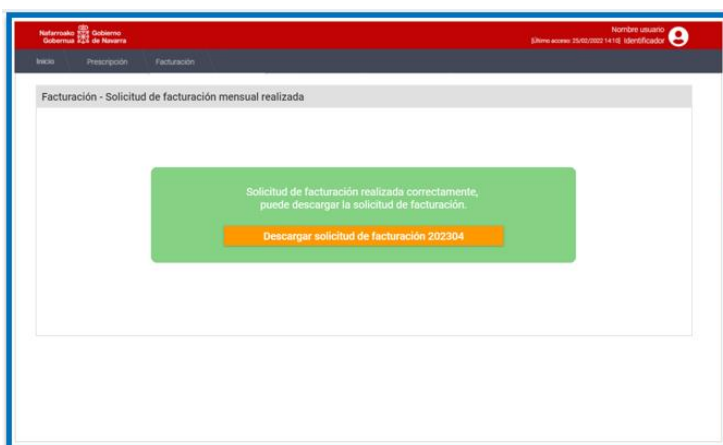 Nafarroako Gobierno
Gobernua de Navarra
Nombre usuario
[Último acceso: 25/02/2022 14:10] Identificador
Inicio Prescripción Facturación
Facturación - Solicitud de facturación mensual realizada
Solicitud de facturación realizada correctamente,
puede descargar la solicitud de facturación.
Descargar solicitud de facturación 202304